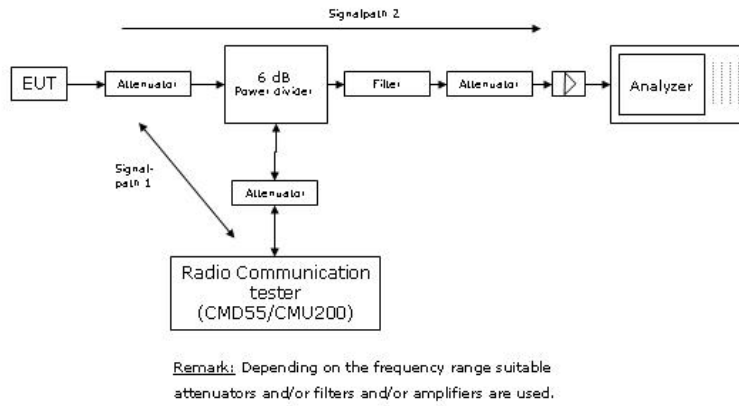 Signalpath 2
EUT
Attenuator
6 dB
Power divider
Filter
Attenuator
Analyzer
Signal-
path 1
Attenuator
Radio Communication
tester
(CMD55/CMU200)
Remark: Depending on the frequency range suitable
attenuators and/or filters and/or amplifiers are used.